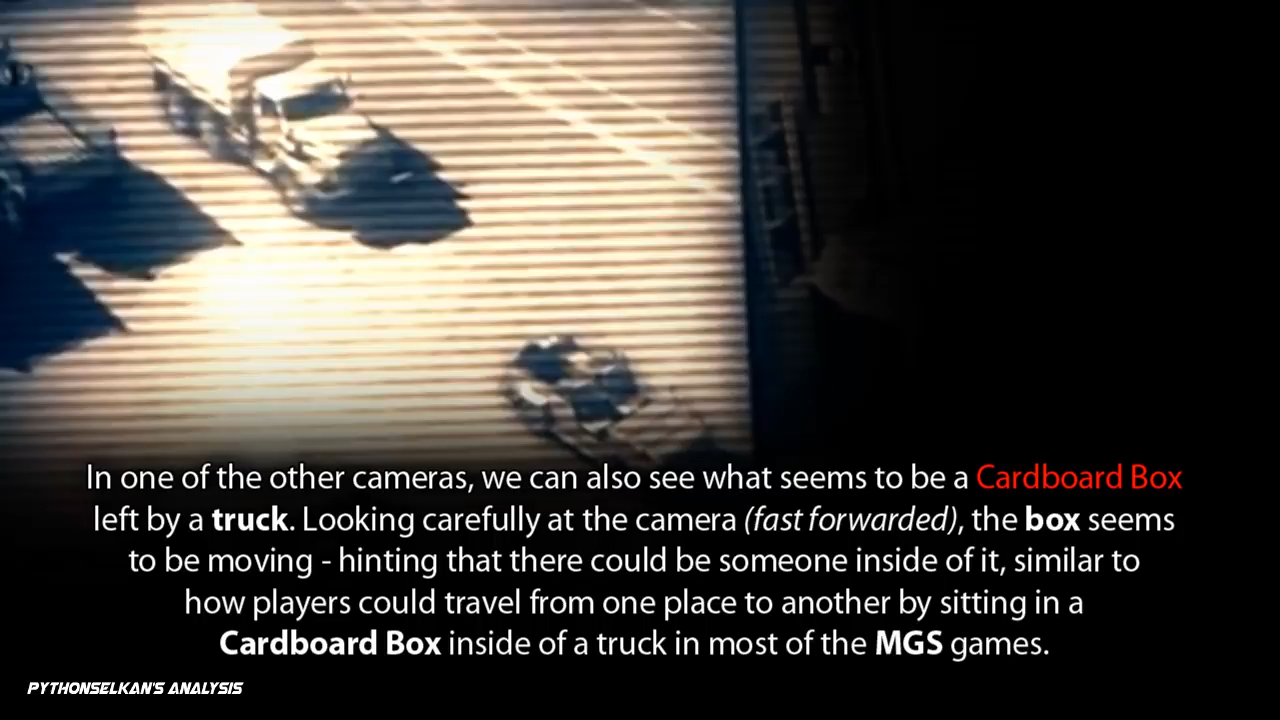 In one of the other cameras, we can also see what seems to be a Cardboard Box
left by a truck. Looking carefully at the camera (fast forwarded), the box seems
to be moving - hinting that there could be someone inside of it, similar to
how players could travel from one place to another by sitting in a
Cardboard Box inside of a truck in most of the MGS games.
PYTHONSELKAN'S ANALYSIS